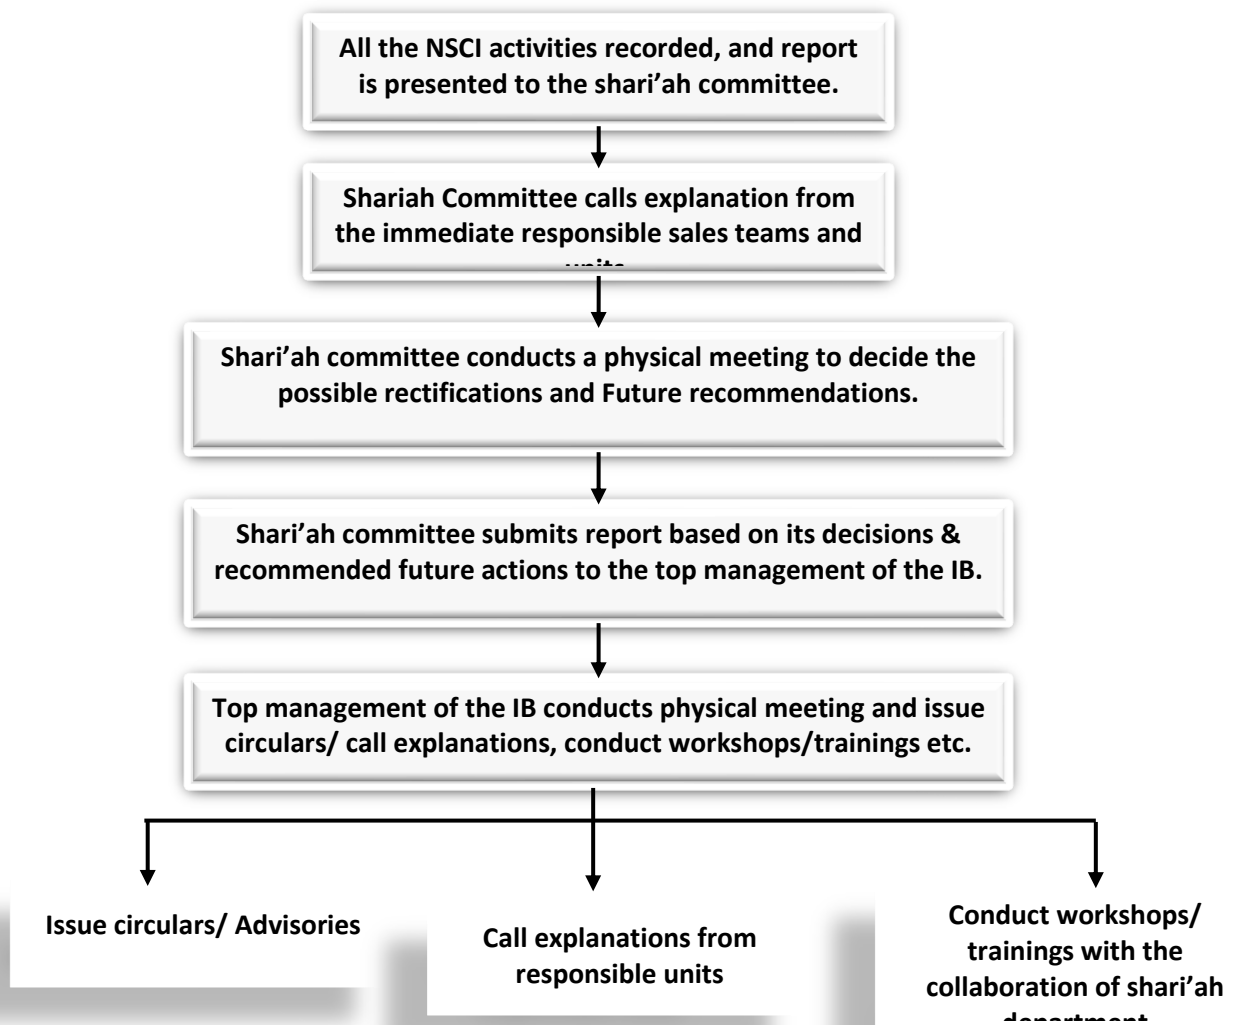 All the NSCI activities recorded, and report
is presented to the shari’ah committee.
Shariah Committee calls explanation from
the immediate responsible sales teams and
units
Shari’ah committee conducts a physical meeting to decide the
possible rectifications and Future recommendations.
Shari’ah committee submits report based on its decisions &
recommended future actions to the top management of the IB.
Top management of the IB conducts physical meeting and issue
circulars/ call explanations, conduct workshops/trainings etc.
Issue circulars/ Advisories
Call explanations from
responsible units
Conduct workshops/
trainings with the
collaboration of shari’ah
department